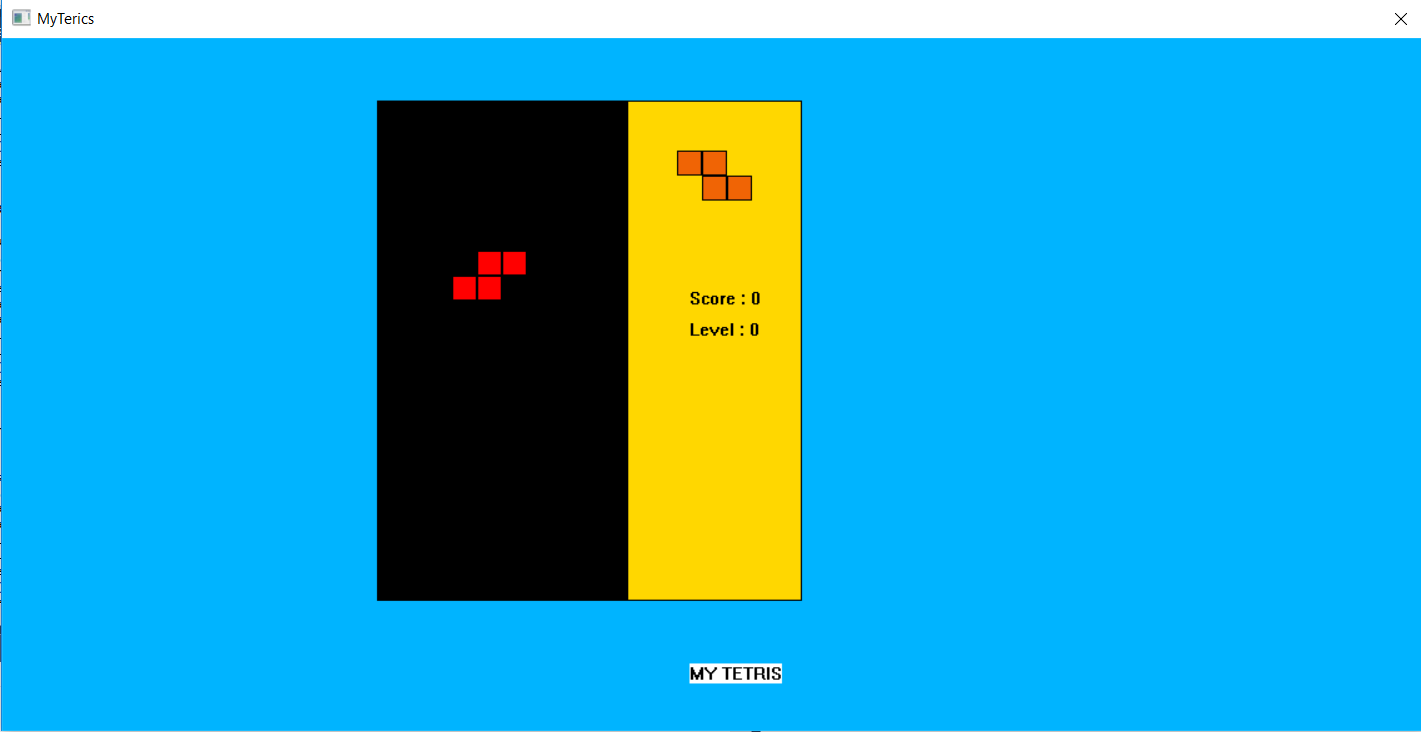 MyTerics
Score : 0
Level : 0
MY TETRIS